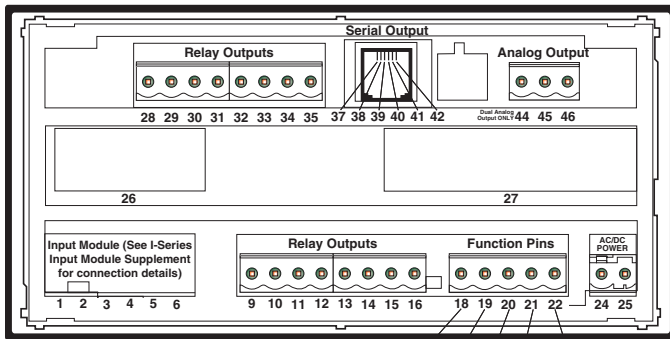 Serial Output
Relay Outputs
Analog Output
28 29 30 31 32 33 34 35
37 38 39 40 41 42
Dual Analog
Output ONLY
44 45 46
26
27
Input Module (See I-Series
Input Module Supplement
for connection details)
Relay Outputs
Function Pins
AC/DC
POWER
1 2 3 4 5 6
9 10 11 12 13 14 15 16
18 19 20 21 22
24 25